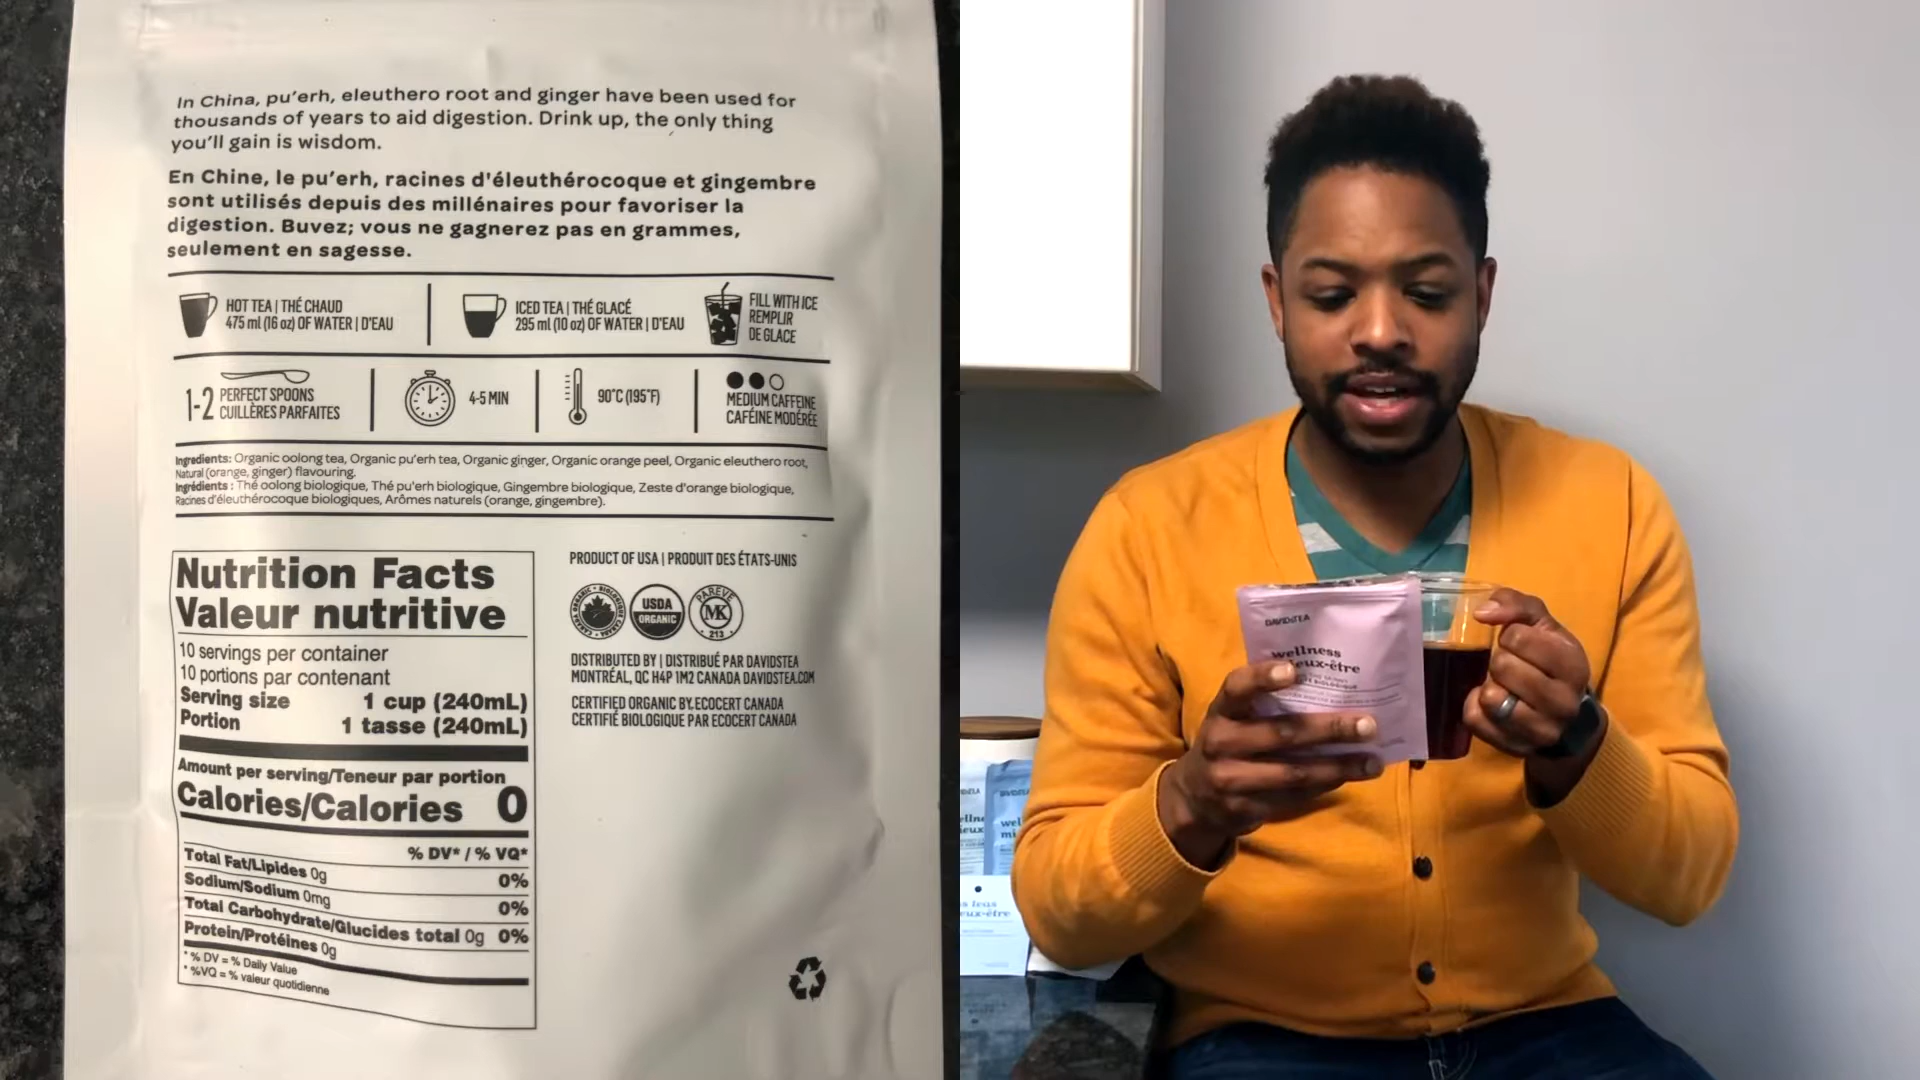 In China, pu'erh, eleuthero root and ginger have been used for
thousands of years to aid digestion. Drink up, the only thing
you'll gain is wisdom.
En Chine, le pu'erh, racines d'éleuthérocoque et gingembre
sont utilisés depuis des millénaires pour favoriser la
digestion. Buvez; vous ne gagnerez pas en grammes,
seulement en sagesse.
HOT TEA | THÉ CHAUD
475 ml (16 oz) OF WATER | D'EAU
ICED TEA | THÉ GLACÉ
295 ml (10 oz) OF WATER | D'EAU
FILL WITH ICE
REMPLIR
DE GLACE
1-2 PERFECT SPOONS
CUILLÈRES PARFAITES
4-5 MIN
90°C (195°F)
MEDIUM CAFFEINE
CAFÉINE MODÉRÉE
Ingredients: Organic oolong tea, Organic pu'erh tea, Organic ginger, Organic orange peel, Organic eleuthero root,
Natural (orange, ginger) flavouring.
Ingrédients : Thé oolong biologique, Thé pu'erh biologique, Gingembre biologique, Zeste d'orange biologique,
Racines d'éleuthérocoque biologiques, Arômes naturels (orange, gingembre).
Nutrition Facts
Valeur nutritive
10 servings per container
10 portions par contenant
Serving size 1 cup (240mL)
Portion 1 tasse (240mL)
Amount per serving/Teneur par portion
Calories/Calories 0
% DV* / % VQ*
Total Fat/Lipides 0g 0%
Sodium/Sodium 0mg 0%
Total Carbohydrate/Glucides total 0g 0%
Protein/Protéines 0g
* % DV = % Daily Value
* %VQ = % valeur quotidienne
PRODUCT OF USA | PRODUIT DES ÉTATS-UNIS
CANADA ORGANIC • BIOLOGIQUE CANADA
USDA
ORGANIC
PAREVE
MK
213
DISTRIBUTED BY | DISTRIBUÉ PAR DAVIDSTEA
MONTRÉAL, QC H4P 1M2 CANADA DAVIDSTEA.COM
CERTIFIED ORGANIC BY ECOCERT CANADA
CERTIFIÉ BIOLOGIQUE PAR ECOCERT CANADA
DAVIDSTEA
wellness
ieux-être
BIOLOGIQUE
wel
mi
eux-être